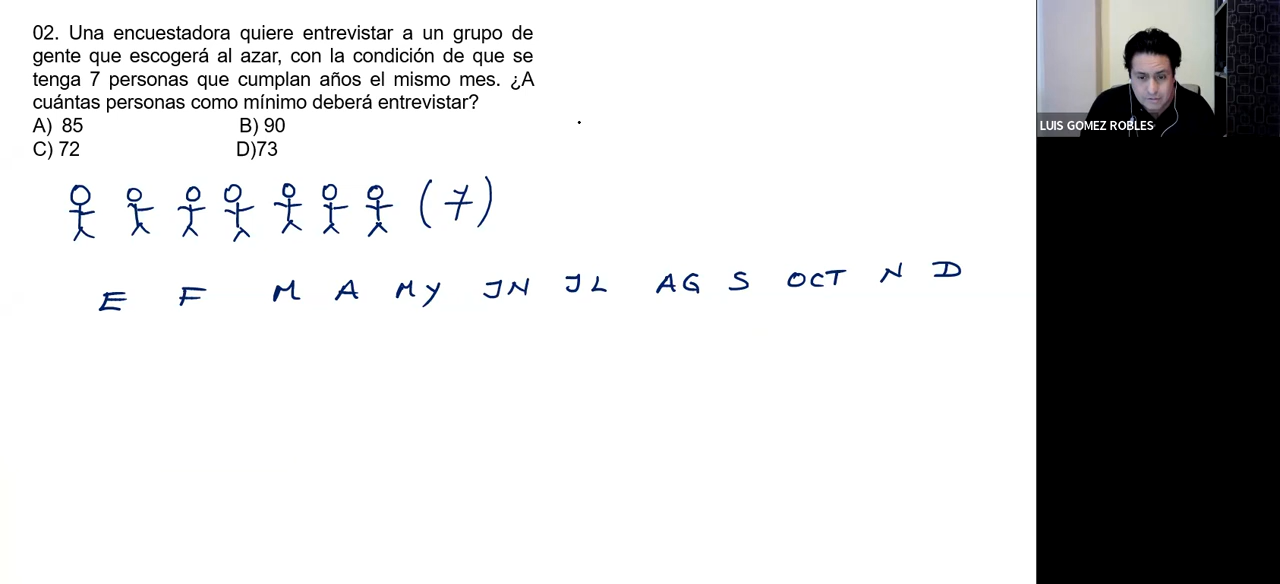 02. Una encuestadora quiere entrevistar a un grupo de
gente que escogerá al azar, con la condición de que se
tenga 7 personas que cumplan años el mismo mes. ¿A
cuántas personas como mínimo deberá entrevistar?
A) 85 B) 90
C) 72 D)73
(7)
E F M A MY JN JL AG S OCT N D
LUIS GOMEZ ROBLES